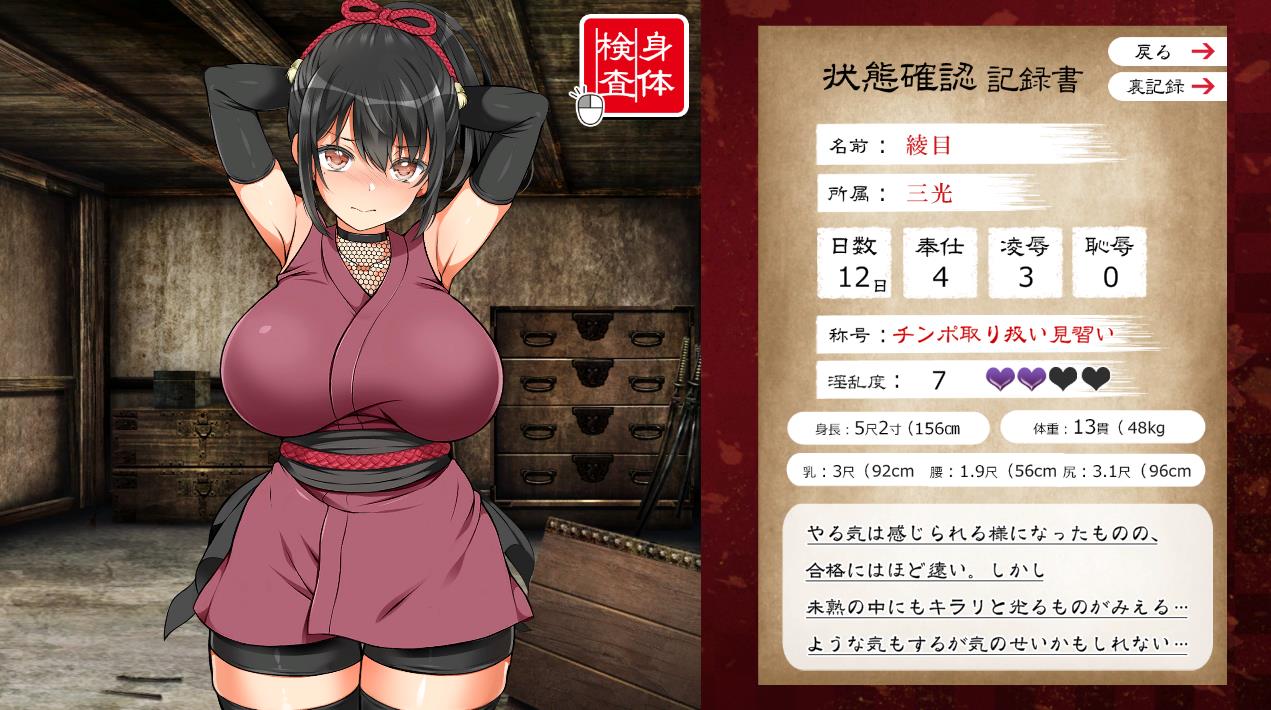 身体検査
状態確認 記録書
戻る
裏記録
名前： 綾目
所属： 三光
日数 奉仕 凌辱 恥辱
12日 4 3 0
称号：チンポ取り扱い見習い
淫乱度： 7
身長：5尺2寸（156㎝ 体重：13貫（ 48kg
乳：3尺（92cm 腰：1.9尺（56cm 尻：3.1尺（96cm
やる気は感じられる様になったものの、
合格にはほど遠い。しかし
未熟の中にもキラリと光るものがみえる…
ような気もするが気のせいかもしれない…